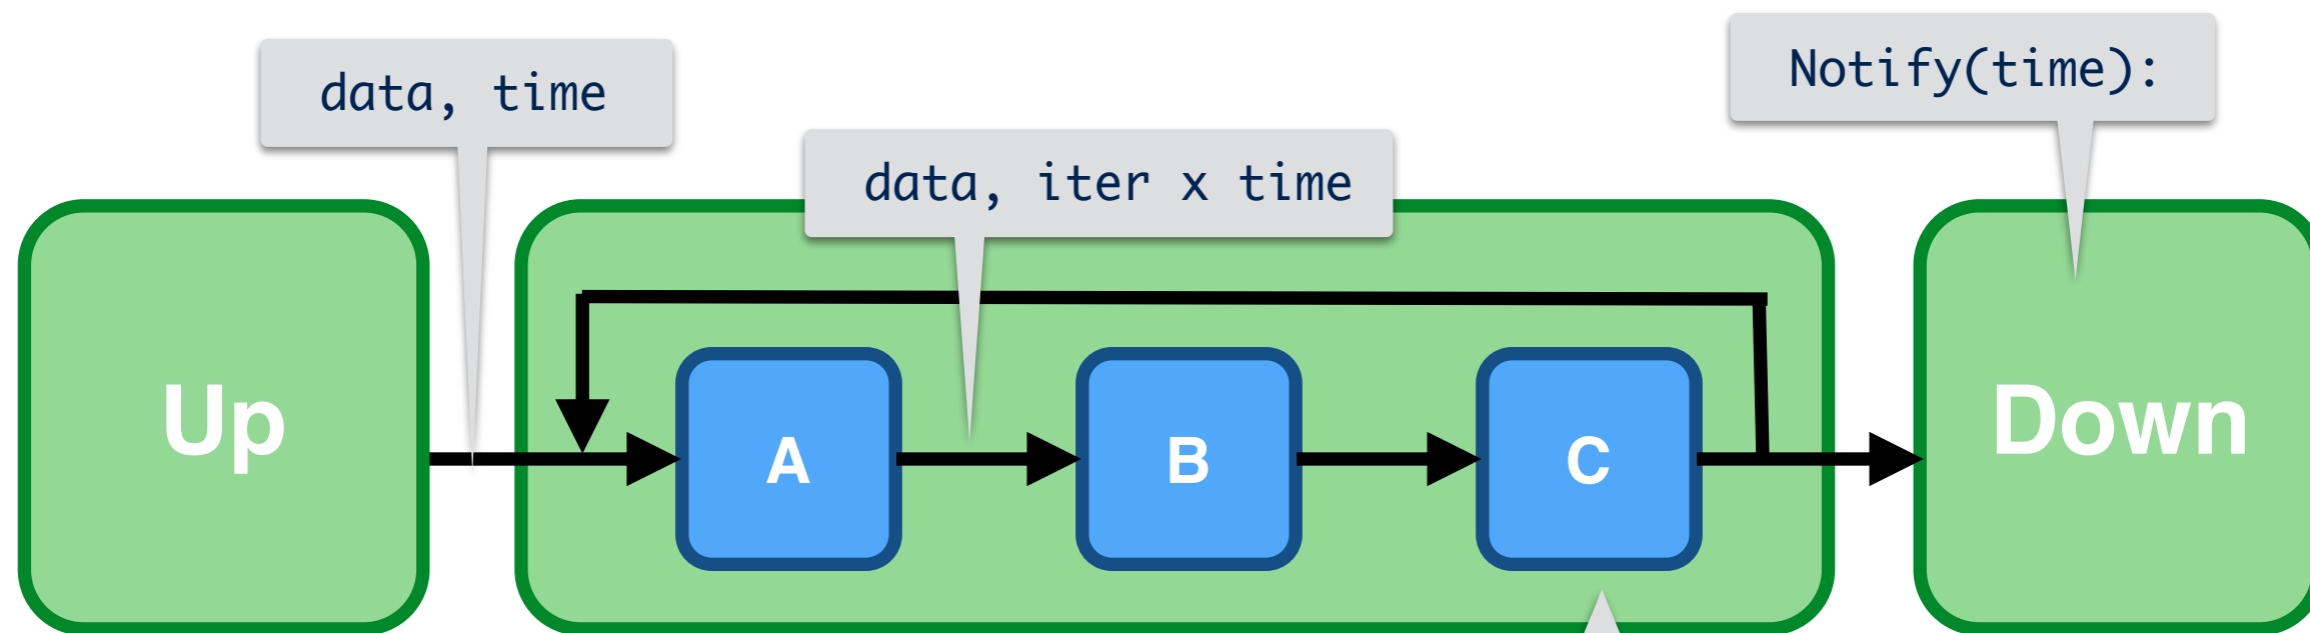 data, time
Notify(time):
data, iter x time
Up
A
B
C
Down